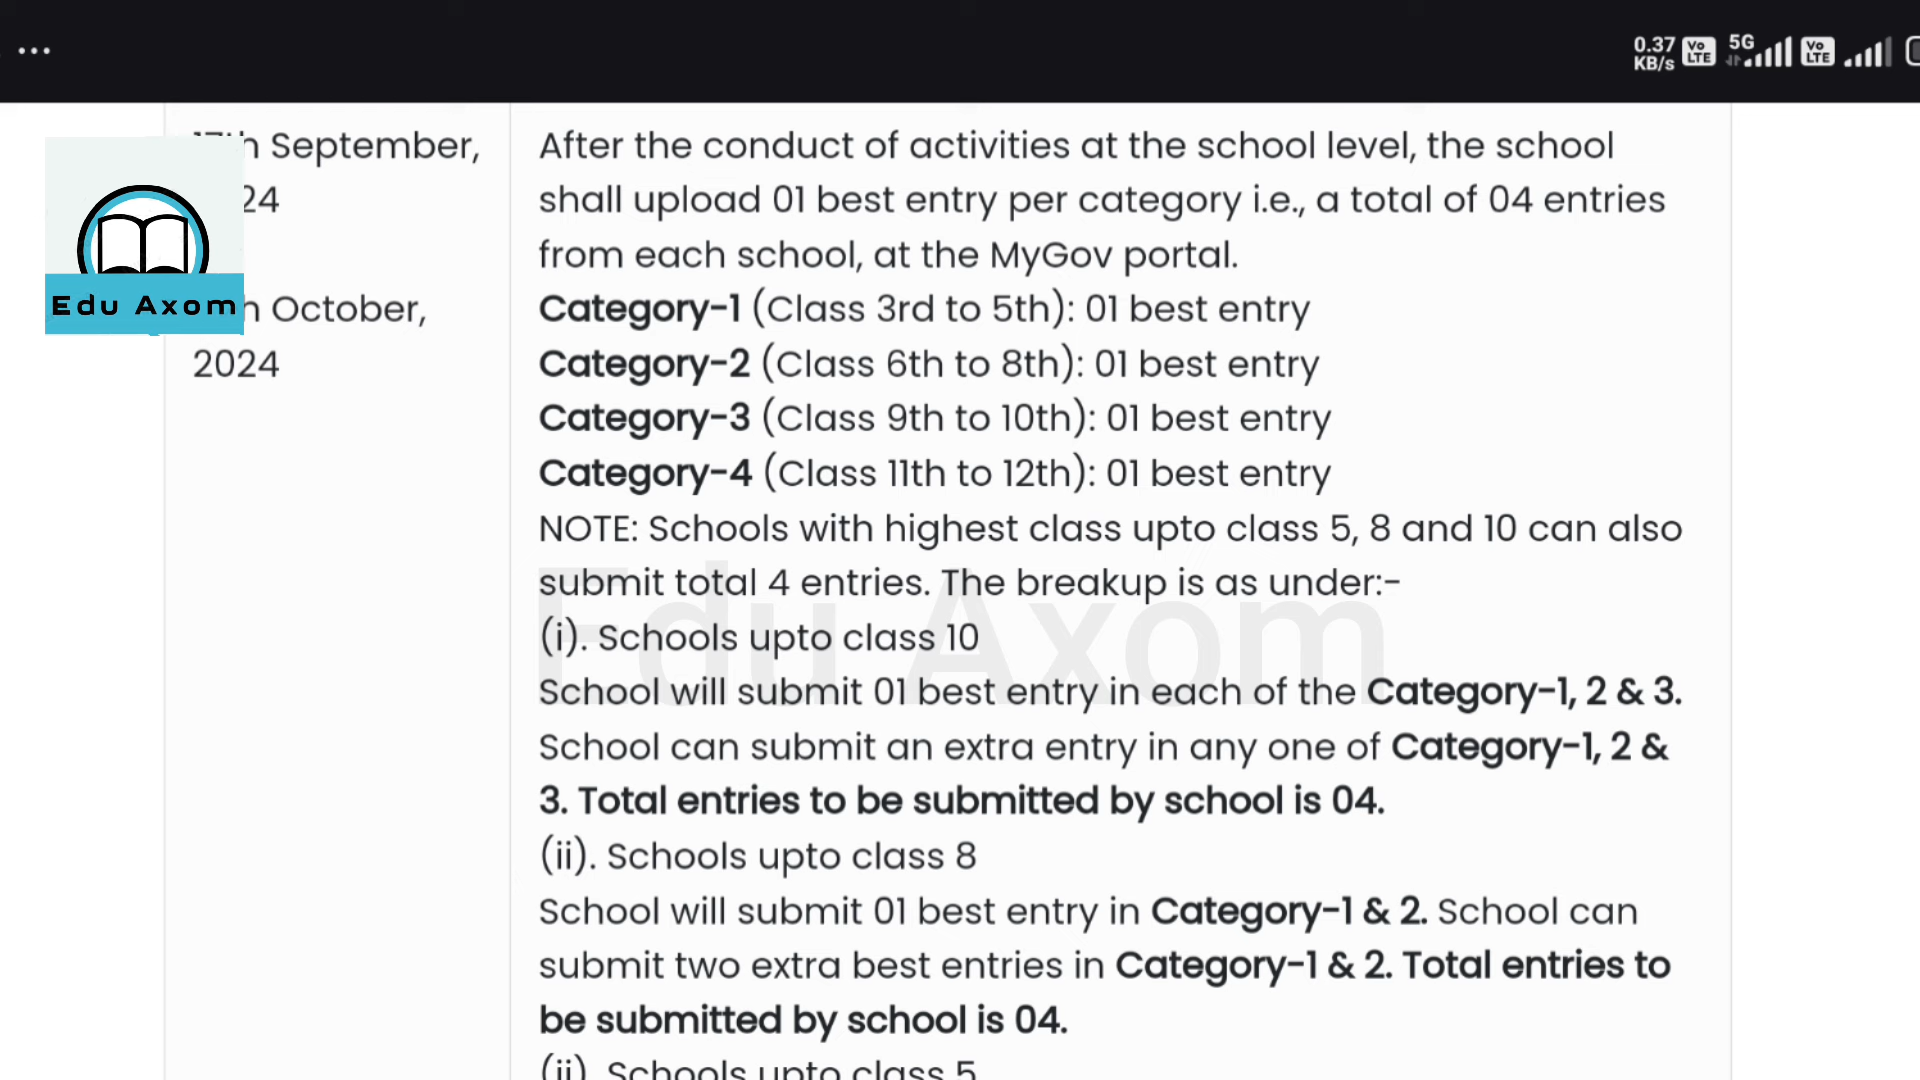 ...
0.37
KB/s
Vo
LTE
5G
Vo
LTE
September,
24
October,
2024
Edu Axom
After the conduct of activities at the school level, the school
shall upload 01 best entry per category i.e., a total of 04 entries
from each school, at the MyGov portal.
Category-1 (Class 3rd to 5th): 01 best entry
Category-2 (Class 6th to 8th): 01 best entry
Category-3 (Class 9th to 10th): 01 best entry
Category-4 (Class 11th to 12th): 01 best entry
NOTE: Schools with highest class upto class 5, 8 and 10 can also
submit total 4 entries. The breakup is as under:-
(i). Schools upto class 10
School will submit 01 best entry in each of the Category-1, 2 & 3.
School can submit an extra entry in any one of Category-1, 2 &
3. Total entries to be submitted by school is 04.
(ii). Schools upto class 8
School will submit 01 best entry in Category-1 & 2. School can
submit two extra best entries in Category-1 & 2. Total entries to
be submitted by school is 04.
(ii). Schools upto class 5
Edu Axom